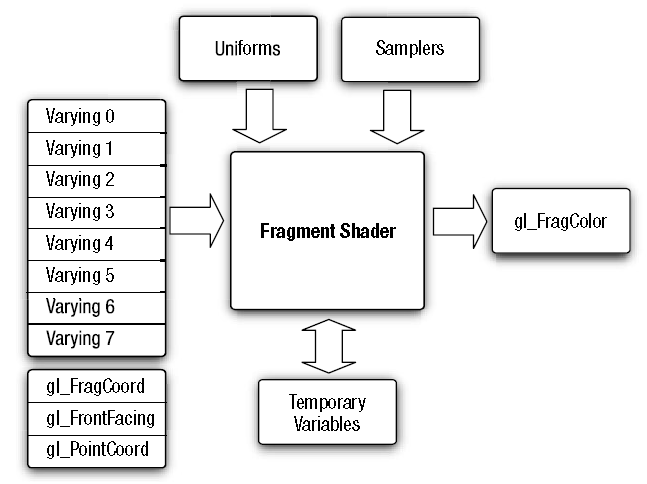 Uniforms
Samplers
Varying 0
Varying 1
Varying 2
Varying 3
Varying 4
Varying 5
Varying 6
Varying 7
gl_FragCoord
gl_FrontFacing
gl_PointCoord
Fragment Shader
gl_FragColor
Temporary
Variables